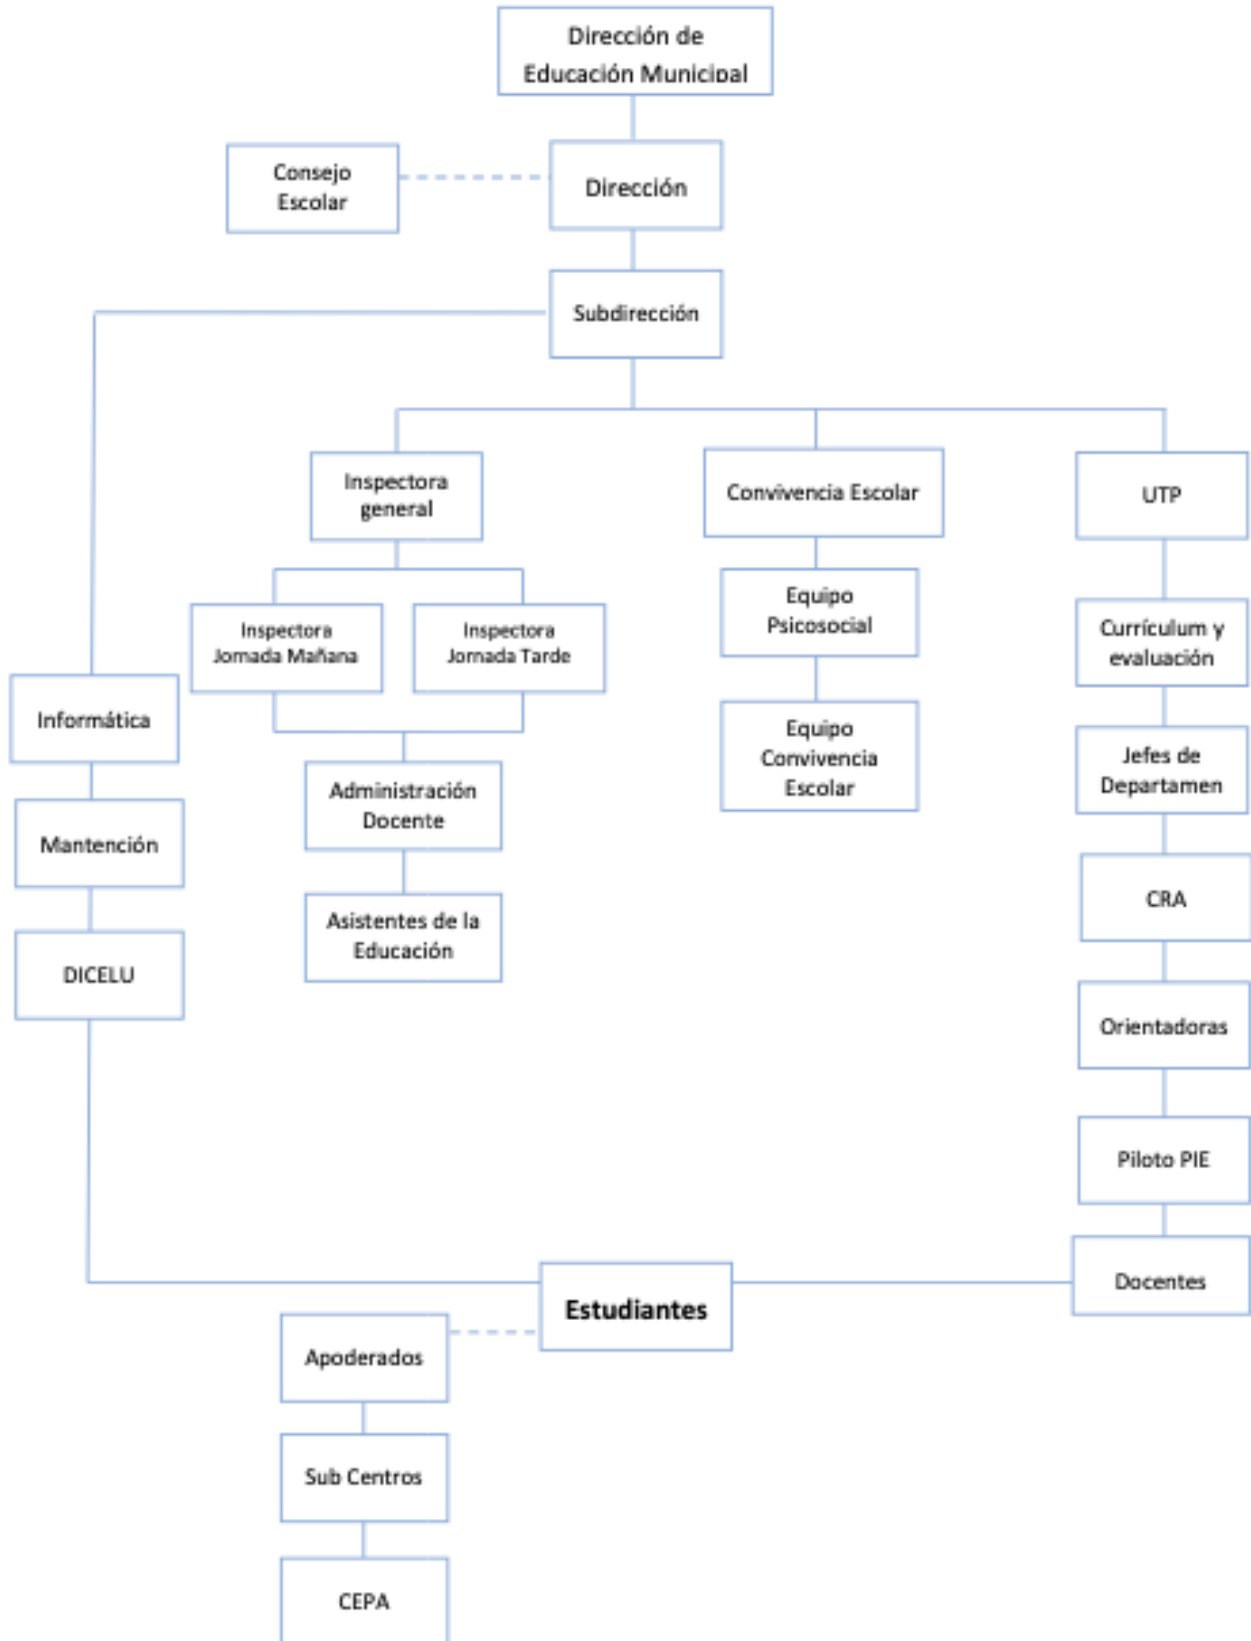 Dirección de
Educación Municipal
Consejo
Escolar
Dirección
Subdirección
Inspectora
general
Convivencia Escolar
UTP
Inspectora
Jornada Mañana
Inspectora
Jornada Tarde
Equipo
Psicosocial
Currículum y
evaluación
Informática
Equipo
Convivencia
Escolar
Jefes de
Departamen
Administración
Docente
Mantención
CRA
Asistentes de la
Educación
DICELU
Orientadoras
Piloto PIE
Docentes
Estudiantes
Apoderados
Sub Centros
CEPA